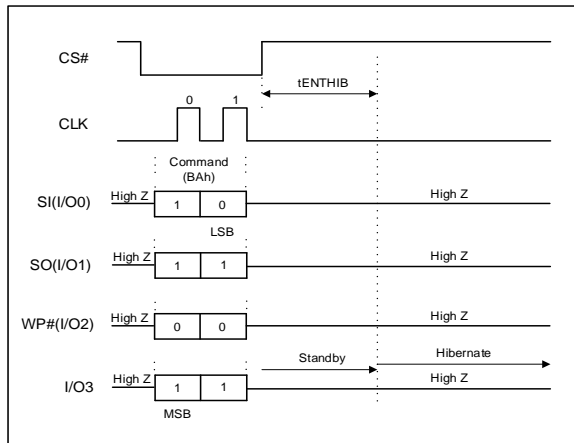 CS#
tENTHIB
0 1
CLK
Command
(BAh)
SI(I/O0) High Z 1 0 High Z
LSB
SO(I/O1) High Z 1 1 High Z
WP#(I/O2) High Z 0 0 High Z
Standby Hibernate
I/O3 High Z 1 1 High Z
MSB